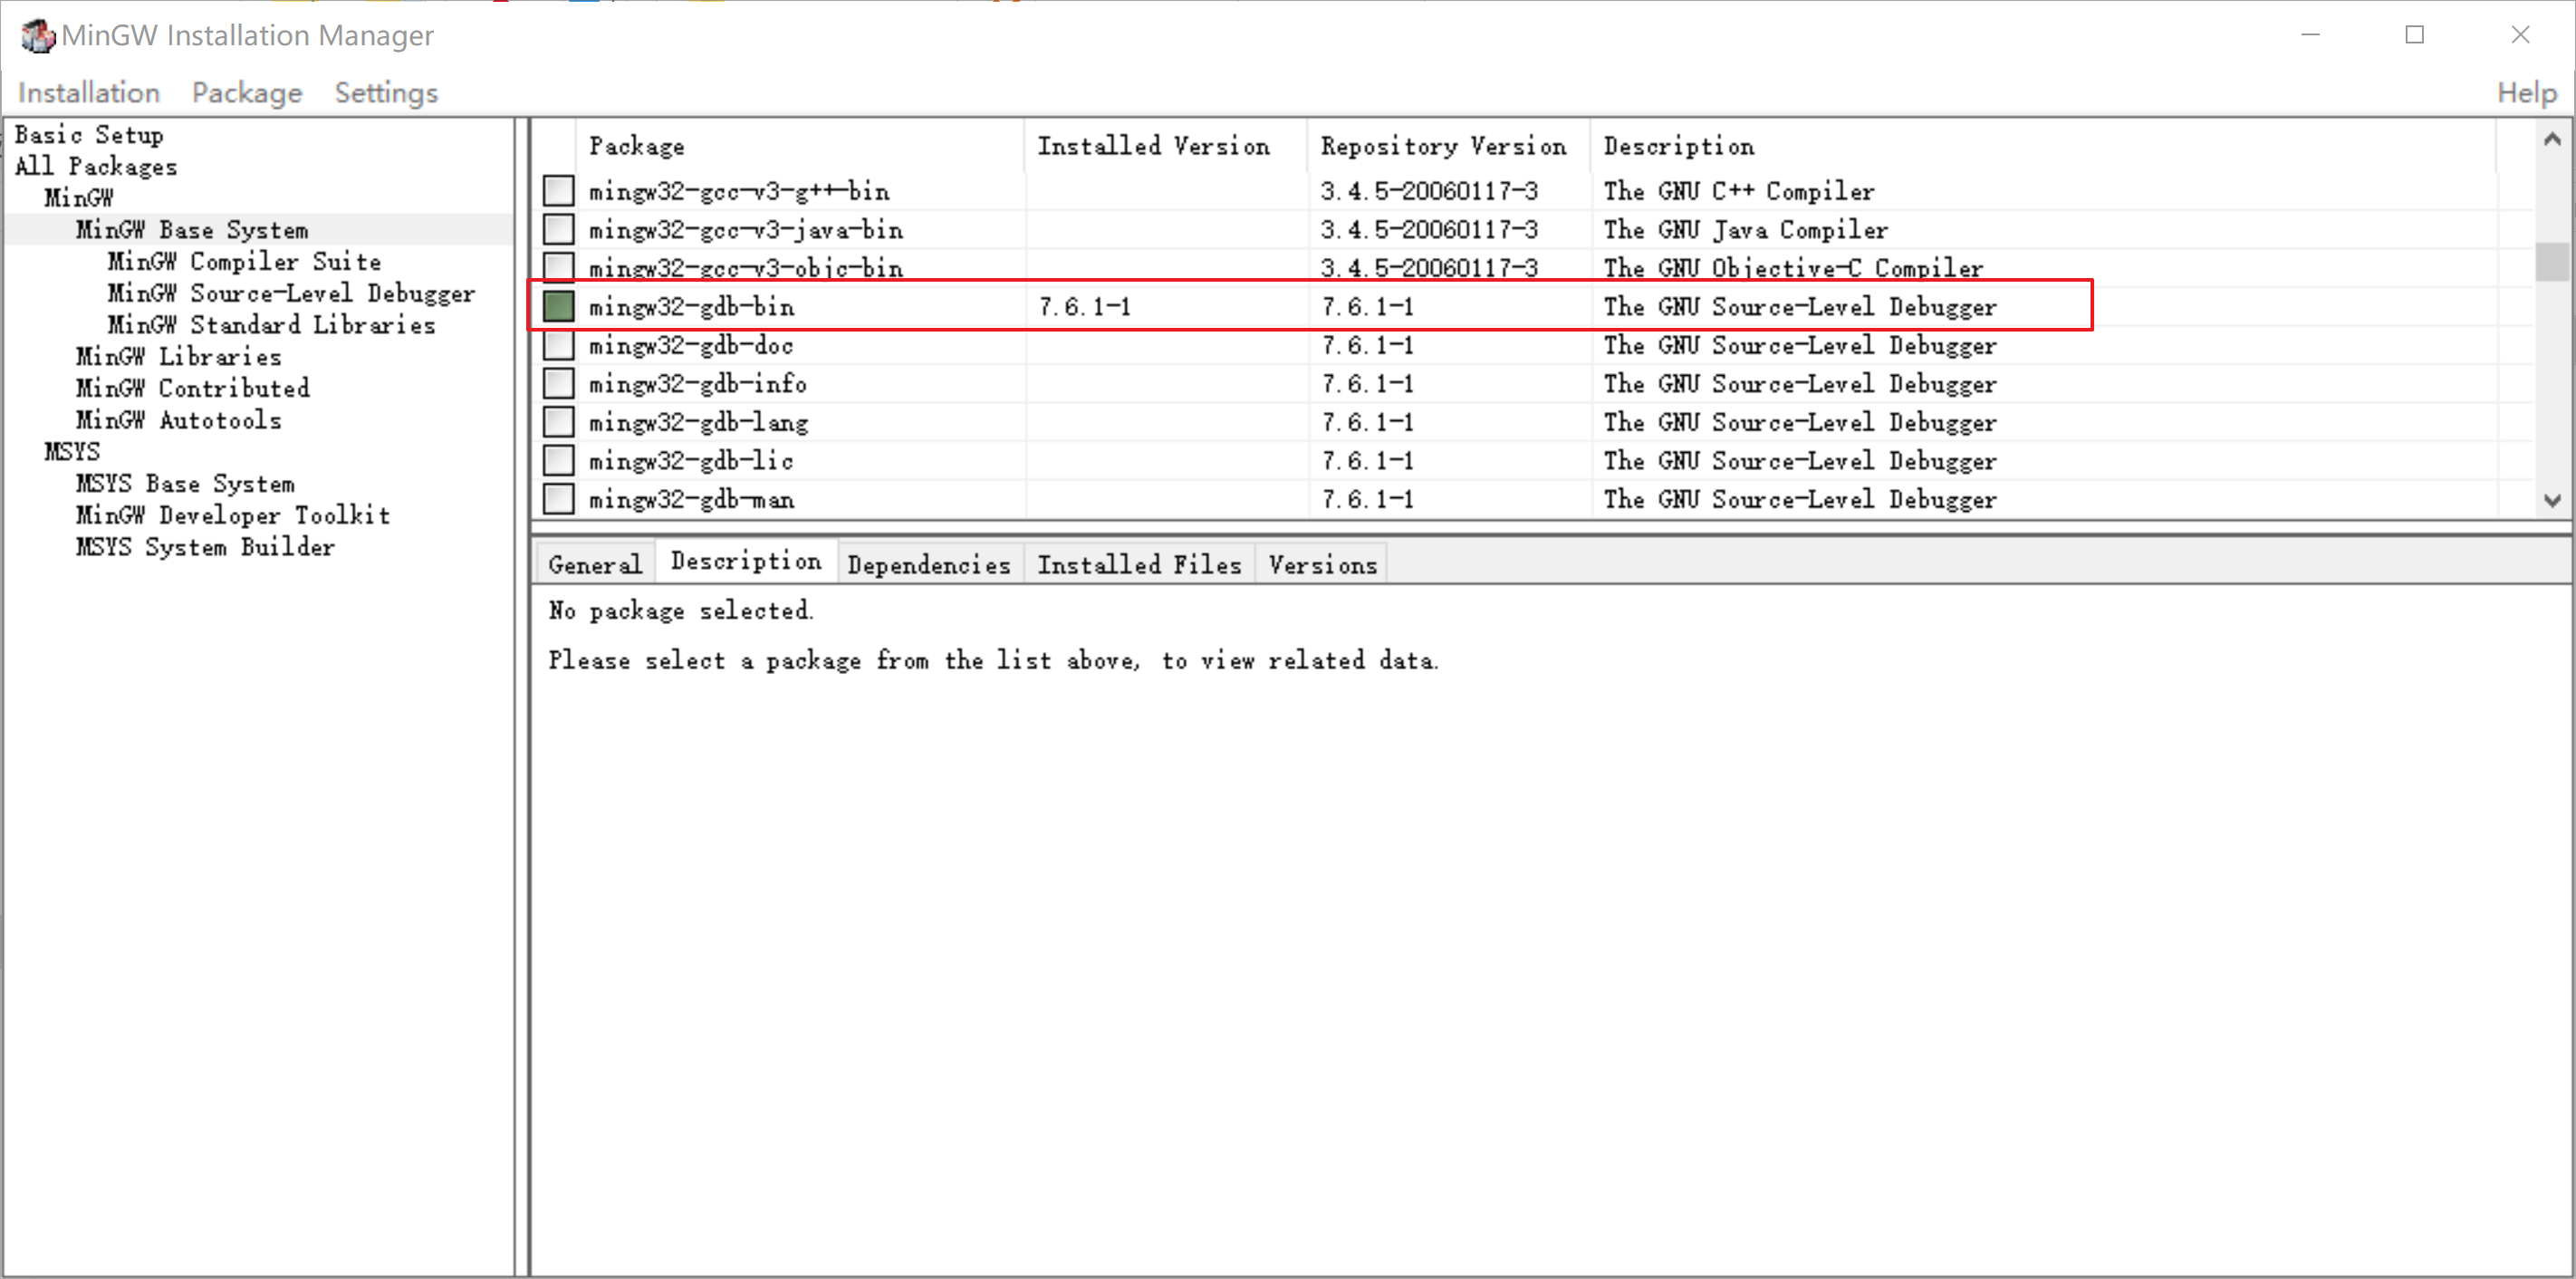 MinGW Installation Manager
Installation Package Settings Help
Basic Setup
All Packages
MinGW
MinGW Base System
MinGW Compiler Suite
MinGW Source-Level Debugger
MinGW Standard Libraries
MinGW Libraries
MinGW Contributed
MinGW Autotools
MSYS
MSYS Base System
MinGW Developer Toolkit
MSYS System Builder
Package Installed Version Repository Version Description
mingw32-gcc-v3-g++-bin 3.4.5-20060117-3 The GNU C++ Compiler
mingw32-gcc-v3-java-bin 3.4.5-20060117-3 The GNU Java Compiler
mingw32-gcc-v3-objc-bin 3.4.5-20060117-3 The GNU Objective-C Compiler
mingw32-gdb-bin 7.6.1-1 7.6.1-1 The GNU Source-Level Debugger
mingw32-gdb-doc 7.6.1-1 The GNU Source-Level Debugger
mingw32-gdb-info 7.6.1-1 The GNU Source-Level Debugger
mingw32-gdb-lang 7.6.1-1 The GNU Source-Level Debugger
mingw32-gdb-lic 7.6.1-1 The GNU Source-Level Debugger
mingw32-gdb-man 7.6.1-1 The GNU Source-Level Debugger
General Description Dependencies Installed Files Versions
No package selected.
Please select a package from the list above, to view related data.